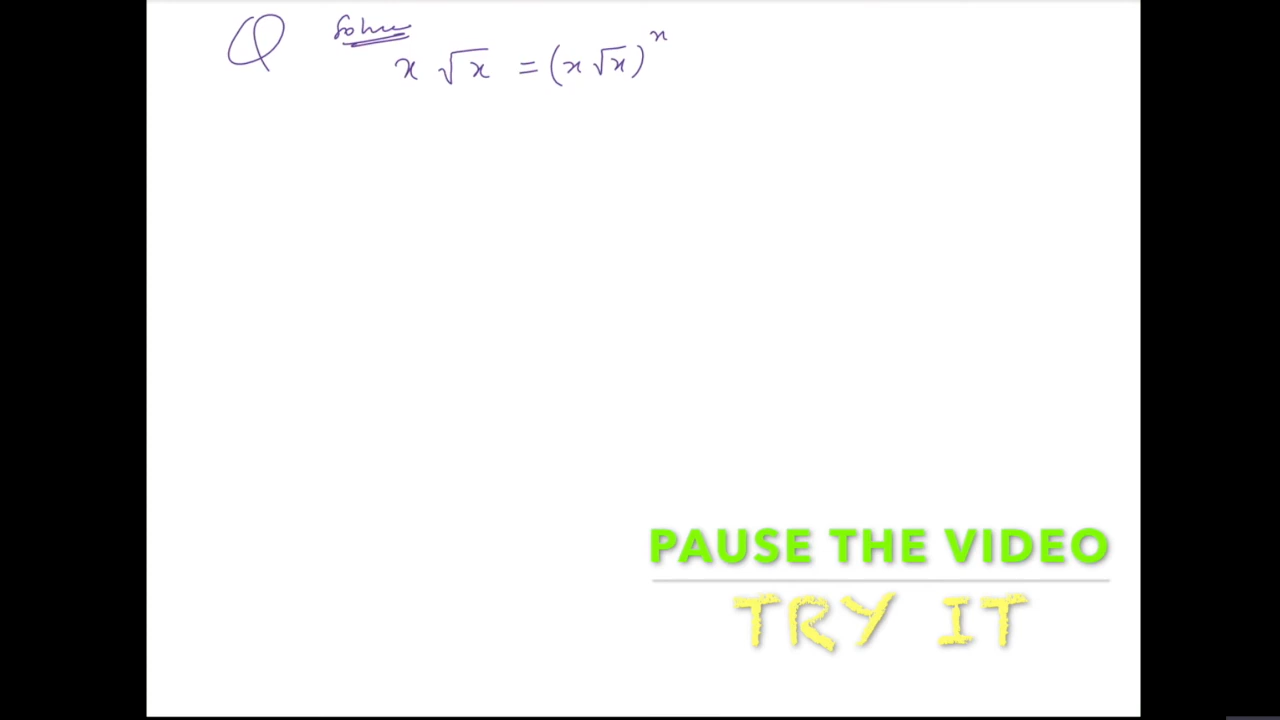 Q Solve
x √x = (x √x)^x
PAUSE THE VIDEO
TRY IT